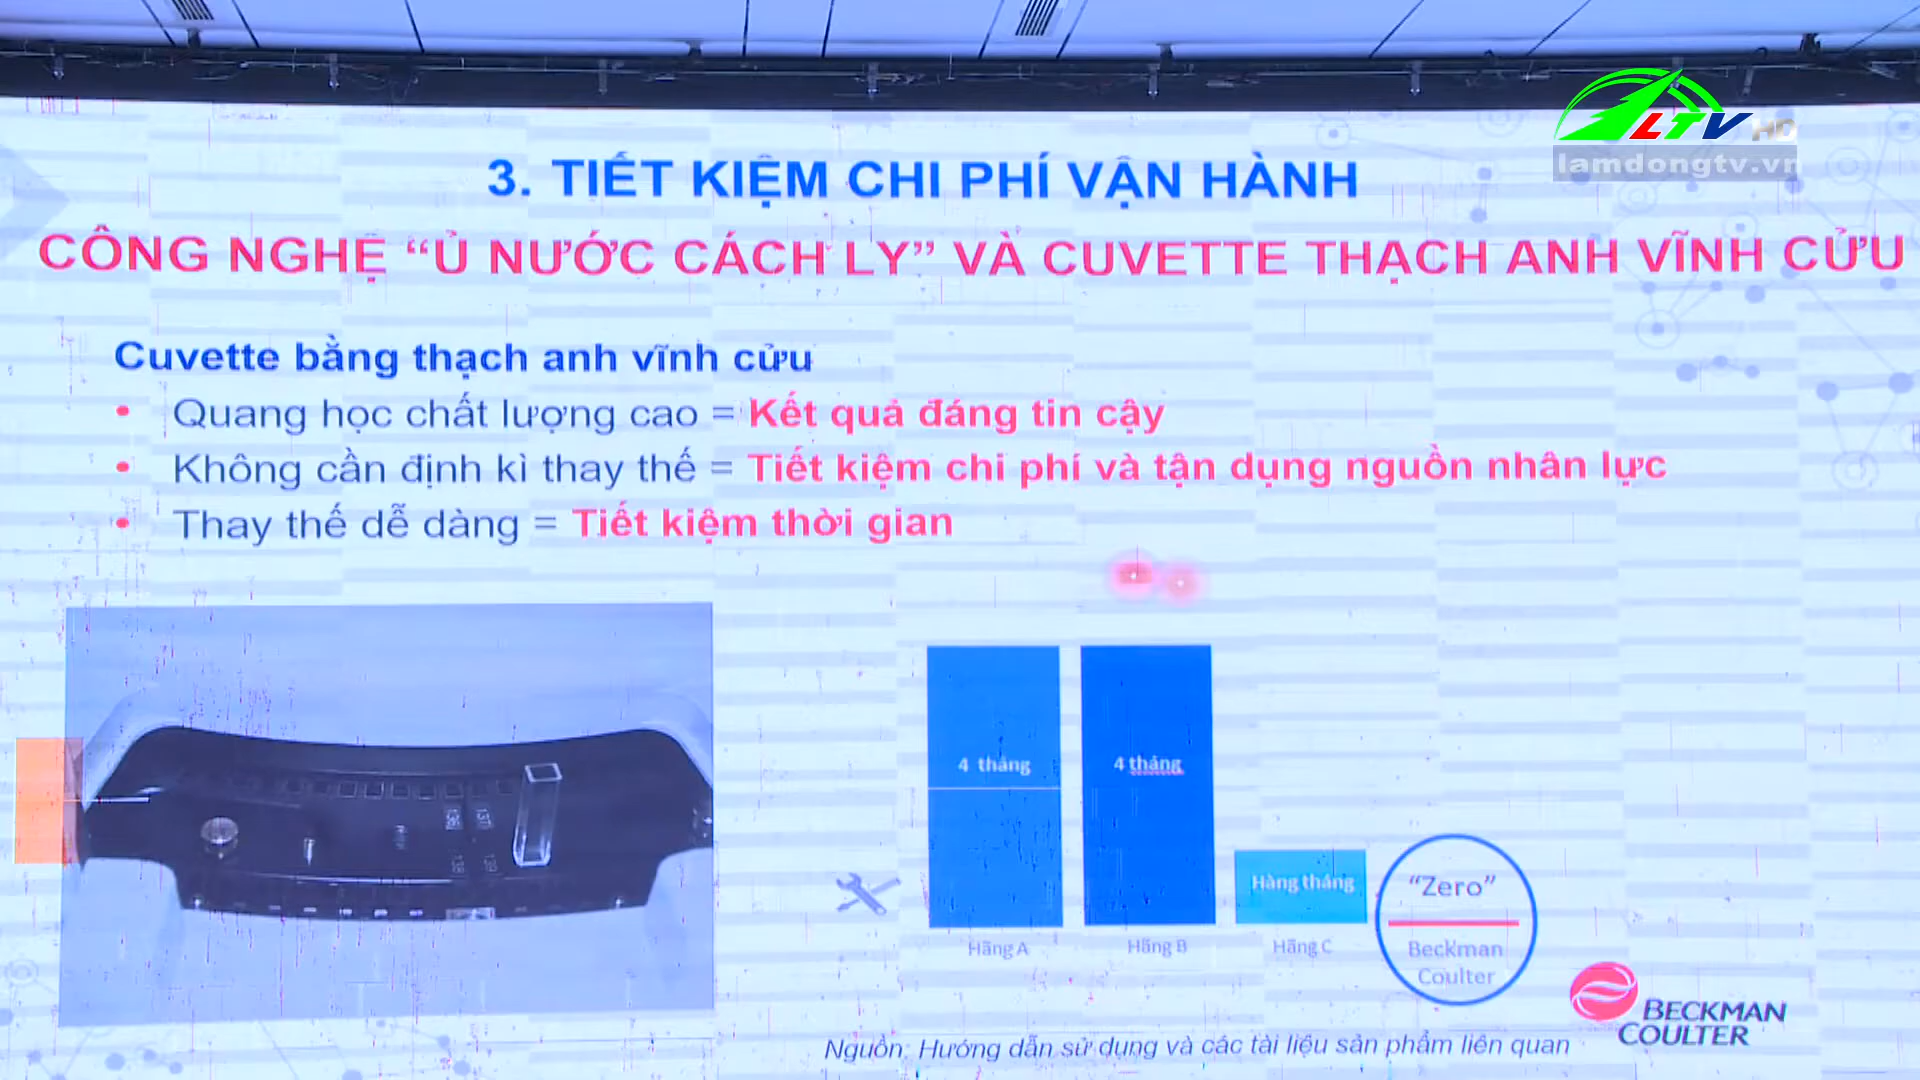 LTV HD
lamdongtv.vn
3. TIẾT KIỆM CHI PHÍ VẬN HÀNH
CÔNG NGHỆ “Ủ NƯỚC CÁCH LY” VÀ CUVETTE THẠCH ANH VĨNH CỬU
Cuvette bằng thạch anh vĩnh cửu
• Quang học chất lượng cao = Kết quả đáng tin cậy
• Không cần định kì thay thế = Tiết kiệm chi phí và tận dụng nguồn nhân lực
• Thay thế dễ dàng = Tiết kiệm thời gian
4 tháng
4 tháng
Hàng tháng
“Zero”
Hãng A
Hãng B
Hãng C
Beckman
Coulter
BECKMAN
COULTER
Nguồn: Hướng dẫn sử dụng và các tài liệu sản phẩm liên quan